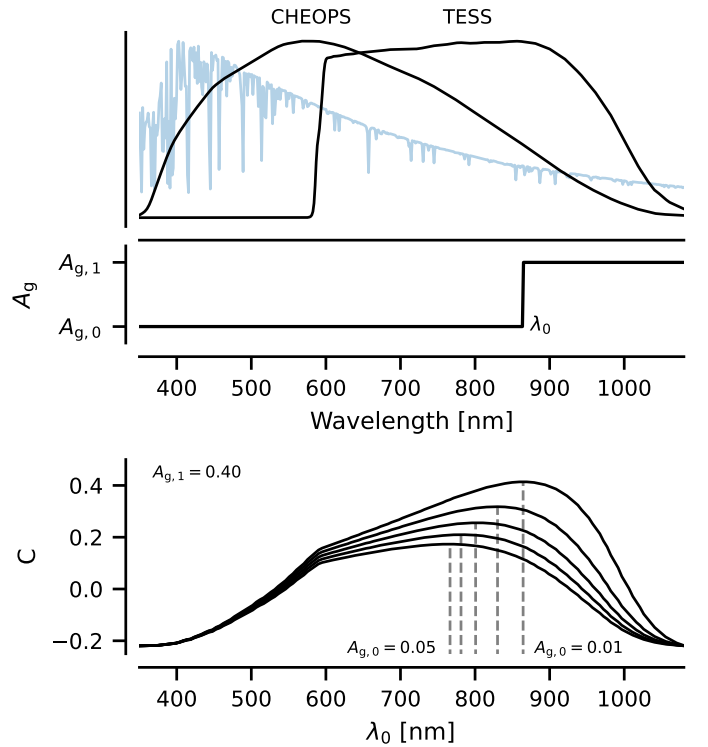 CHEOPS TESS
A_g,1
A_g
A_g,0
λ_0
400 500 600 700 800 900 1000
Wavelength [nm]
A_g,1 = 0.40
0.4
0.2
C
0.0
−0.2
A_g,0 = 0.05 A_g,0 = 0.01
400 500 600 700 800 900 1000
λ_0 [nm]